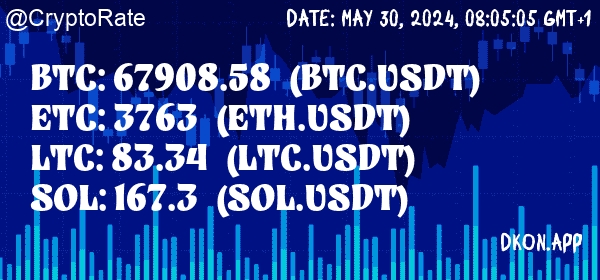 @CryptoRate
DATE: MAY 30, 2024, 08:05:05 GMT+1
BTC: 67908.58 (BTC.USDT)
ETC: 3763 (ETH.USDT)
LTC: 83.34 (LTC.USDT)
SOL: 167.3 (SOL.USDT)
DKON.APP